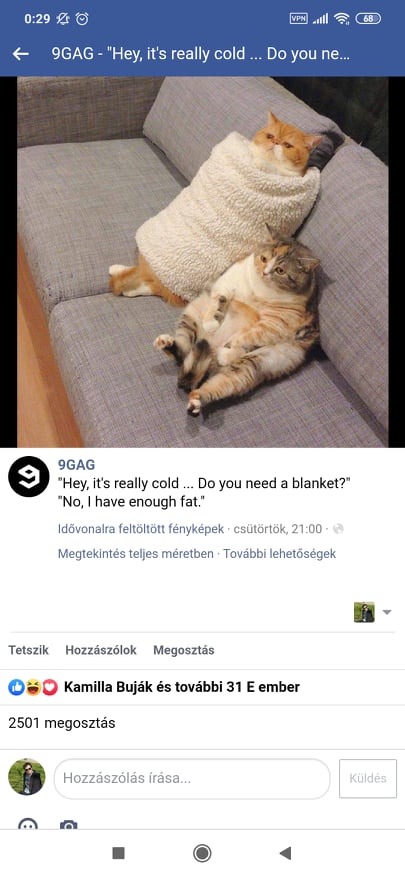 0:29
VPN
68
9GAG - "Hey, it's really cold ... Do you ne...
9GAG
"Hey, it's really cold ... Do you need a blanket?"
"No, I have enough fat."
Idővonalra feltöltött fényképek · csütörtök, 21:00 ·
Megtekintés teljes méretben · További lehetőségek
Tetszik Hozzászólok Megosztás
Kamilla Buják és további 31 E ember
2501 megosztás
Hozzászólás írása...
Küldés